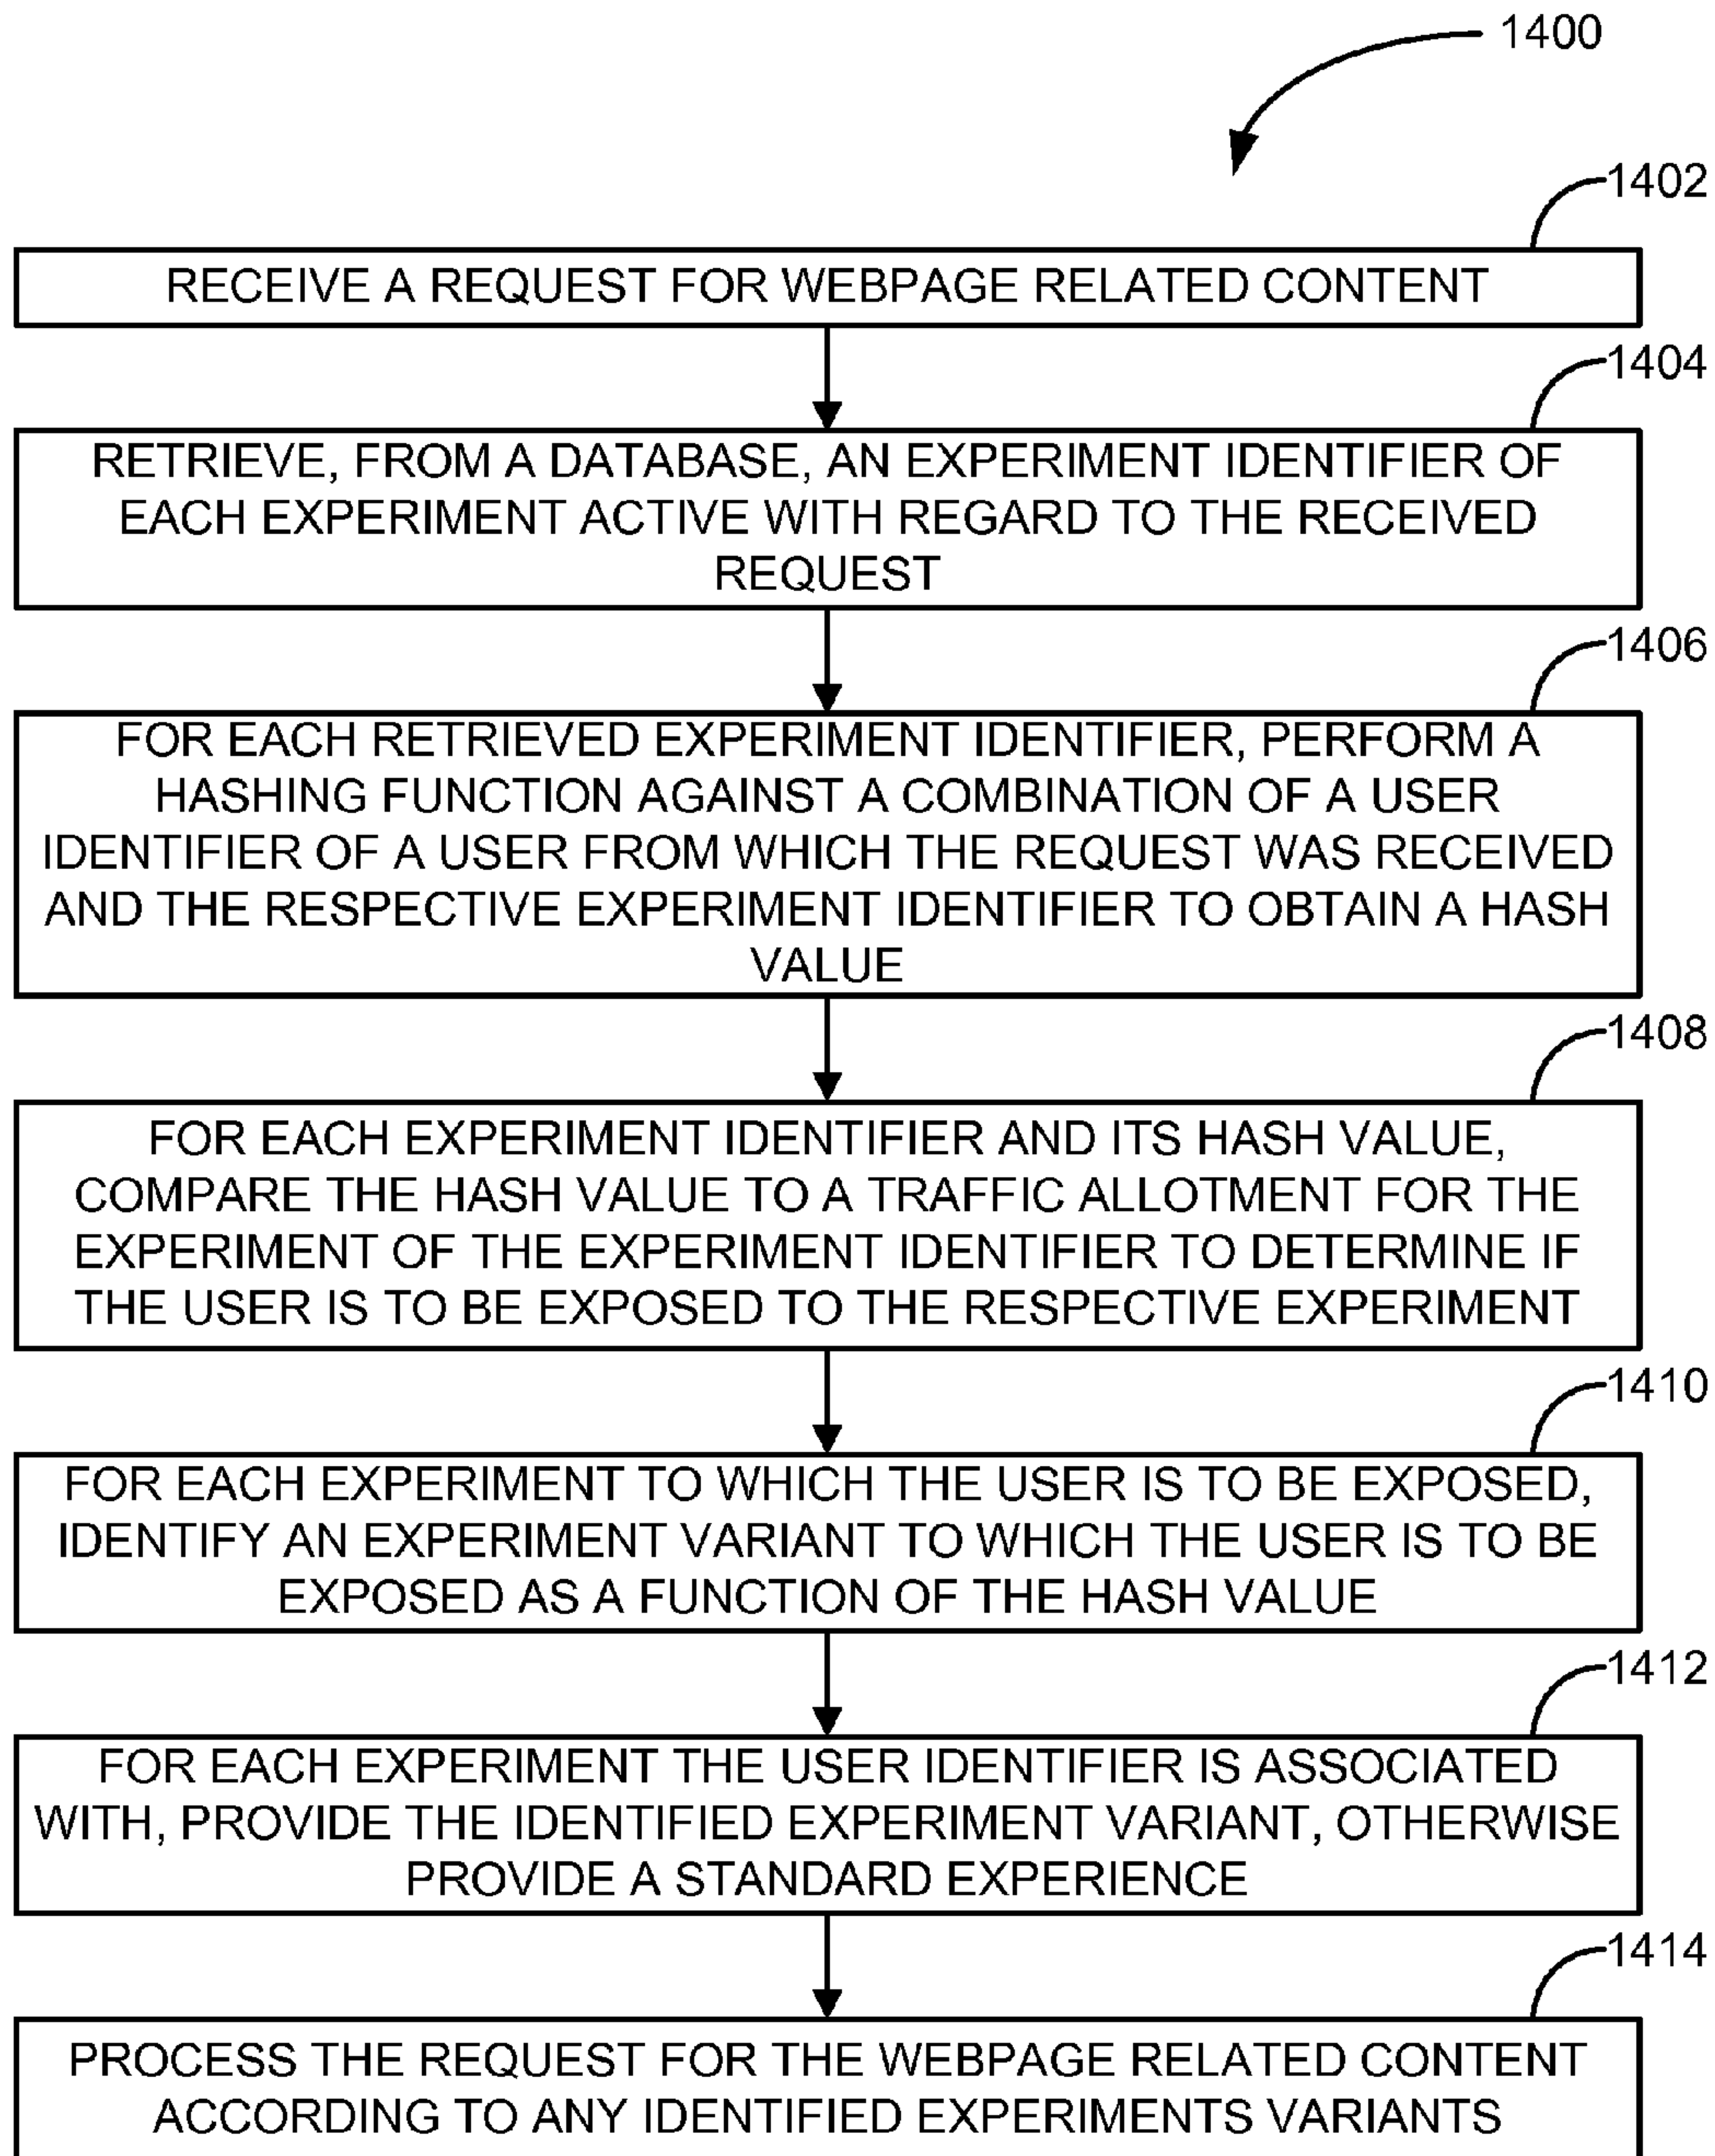 1400
1402
RECEIVE A REQUEST FOR WEBPAGE RELATED CONTENT
1404
RETRIEVE, FROM A DATABASE, AN EXPERIMENT IDENTIFIER OF
EACH EXPERIMENT ACTIVE WITH REGARD TO THE RECEIVED
REQUEST
1406
FOR EACH RETRIEVED EXPERIMENT IDENTIFIER, PERFORM A
HASHING FUNCTION AGAINST A COMBINATION OF A USER
IDENTIFIER OF A USER FROM WHICH THE REQUEST WAS RECEIVED
AND THE RESPECTIVE EXPERIMENT IDENTIFIER TO OBTAIN A HASH
VALUE
1408
FOR EACH EXPERIMENT IDENTIFIER AND ITS HASH VALUE,
COMPARE THE HASH VALUE TO A TRAFFIC ALLOTMENT FOR THE
EXPERIMENT OF THE EXPERIMENT IDENTIFIER TO DETERMINE IF
THE USER IS TO BE EXPOSED TO THE RESPECTIVE EXPERIMENT
1410
FOR EACH EXPERIMENT TO WHICH THE USER IS TO BE EXPOSED,
IDENTIFY AN EXPERIMENT VARIANT TO WHICH THE USER IS TO BE
EXPOSED AS A FUNCTION OF THE HASH VALUE
1412
FOR EACH EXPERIMENT THE USER IDENTIFIER IS ASSOCIATED
WITH, PROVIDE THE IDENTIFIED EXPERIMENT VARIANT, OTHERWISE
PROVIDE A STANDARD EXPERIENCE
1414
PROCESS THE REQUEST FOR THE WEBPAGE RELATED CONTENT
ACCORDING TO ANY IDENTIFIED EXPERIMENTS VARIANTS